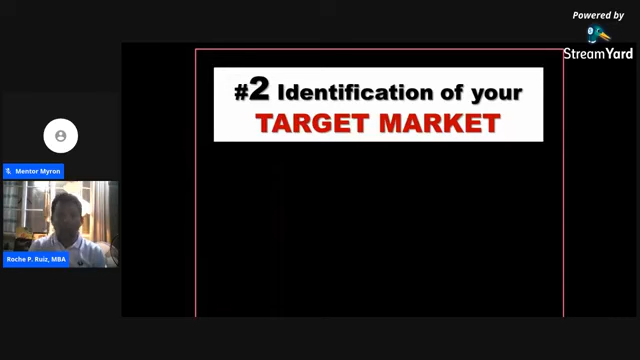 Powered by
StreamYard
#2 Identification of your
TARGET MARKET
Mentor Myron
Roche P. Ruiz, MBA